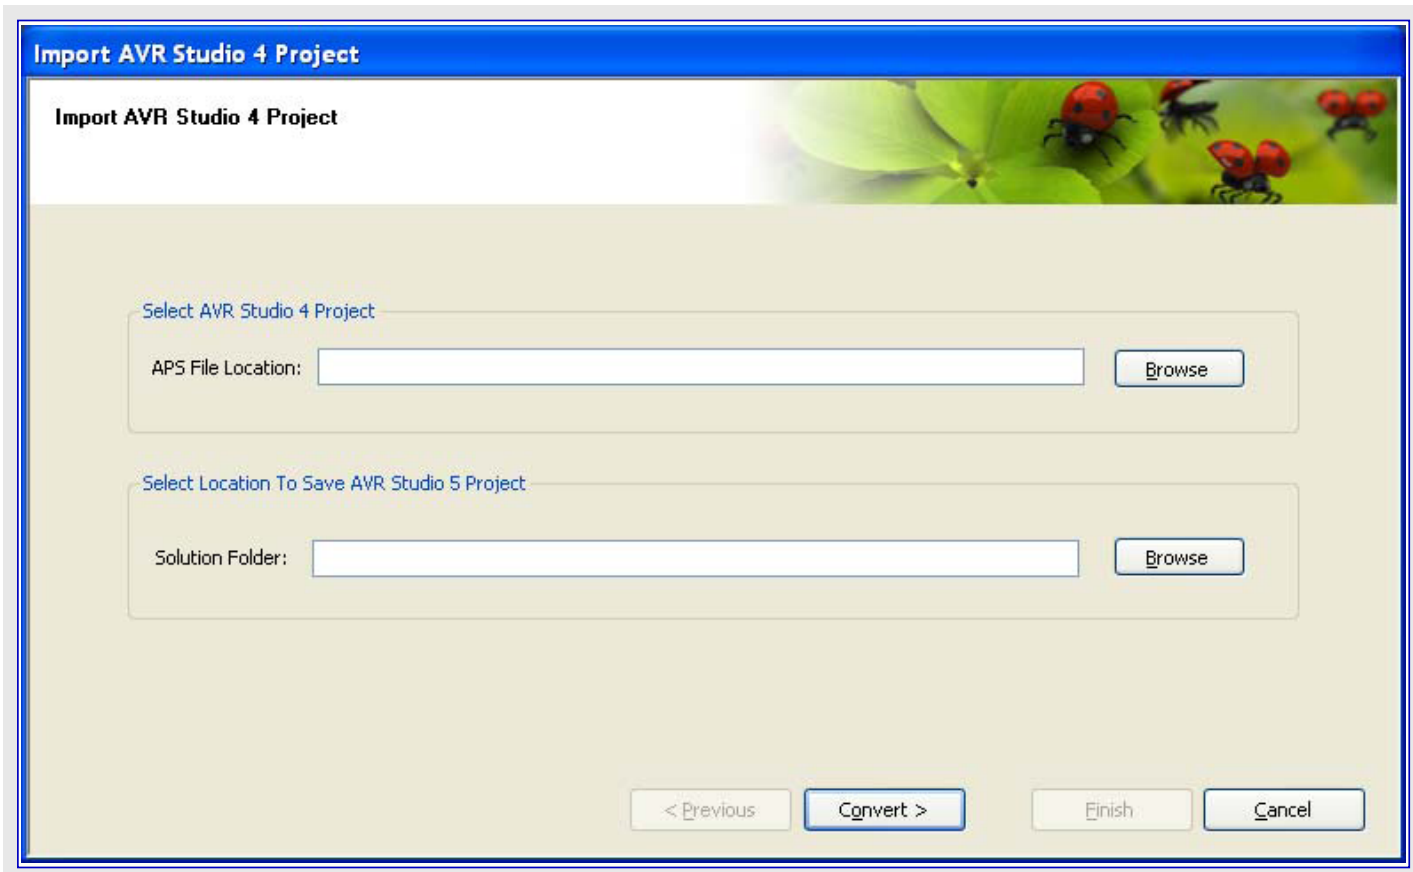 Import AVR Studio 4 Project
Import AVR Studio 4 Project
Select AVR Studio 4 Project
APS File Location:
Browse
Select Location To Save AVR Studio 5 Project
Solution Folder:
Browse
< Previous
Convert >
Finish
Cancel